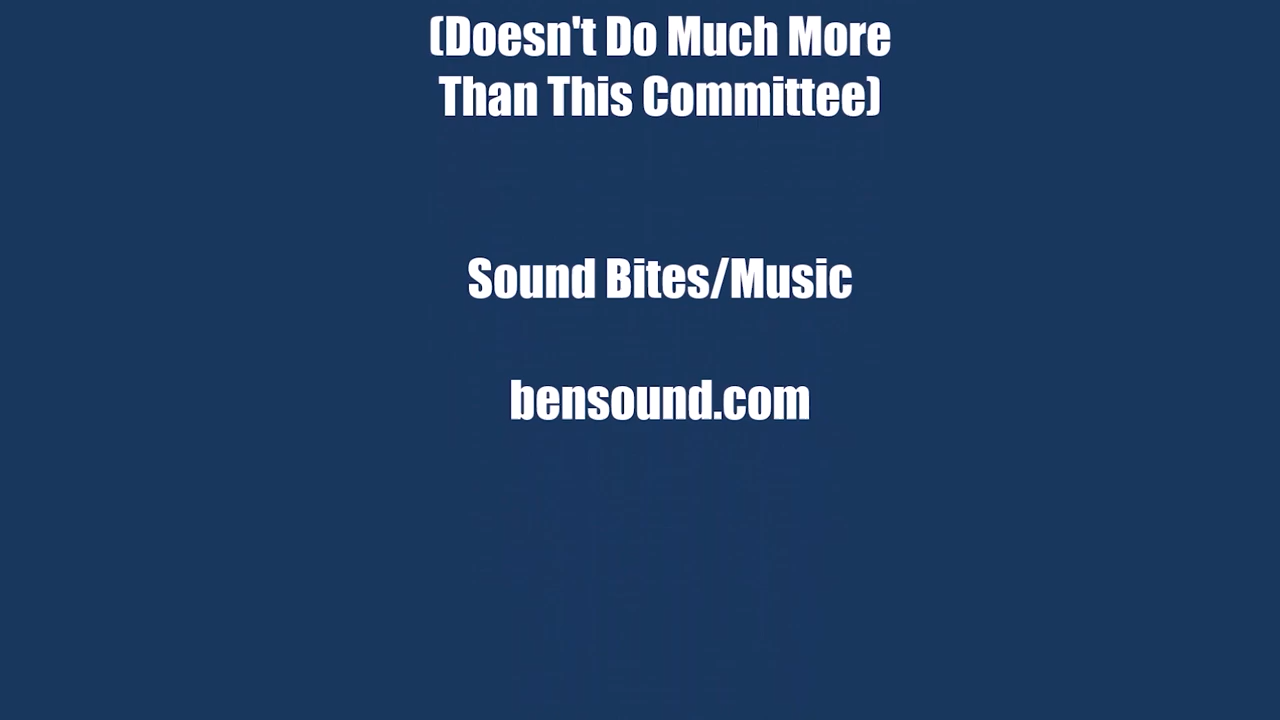 (Doesn't Do Much More
Than This Committee)
Sound Bites/Music
bensound.com